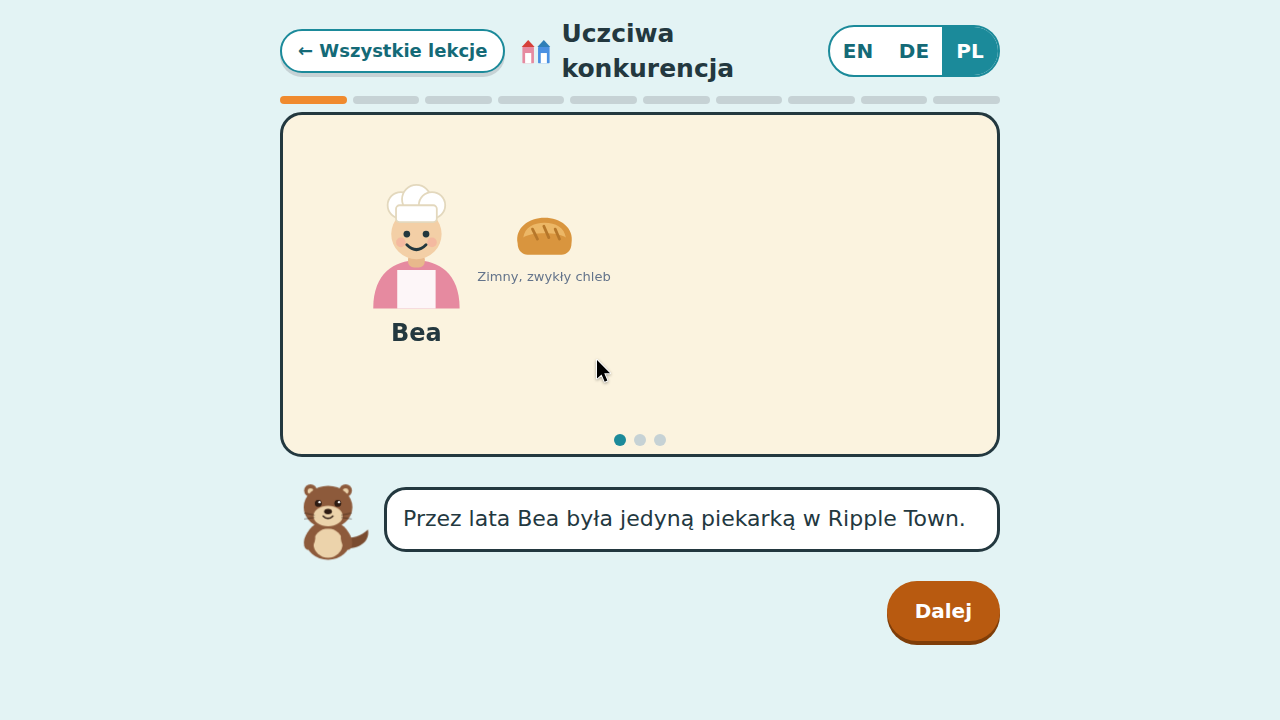 ← Wszystkie lekcje
Uczciwa
konkurencja
EN DE PL
Zimny, zwykły chleb
Bea
Przez lata Bea była jedyną piekarką w Ripple Town.
Dalej